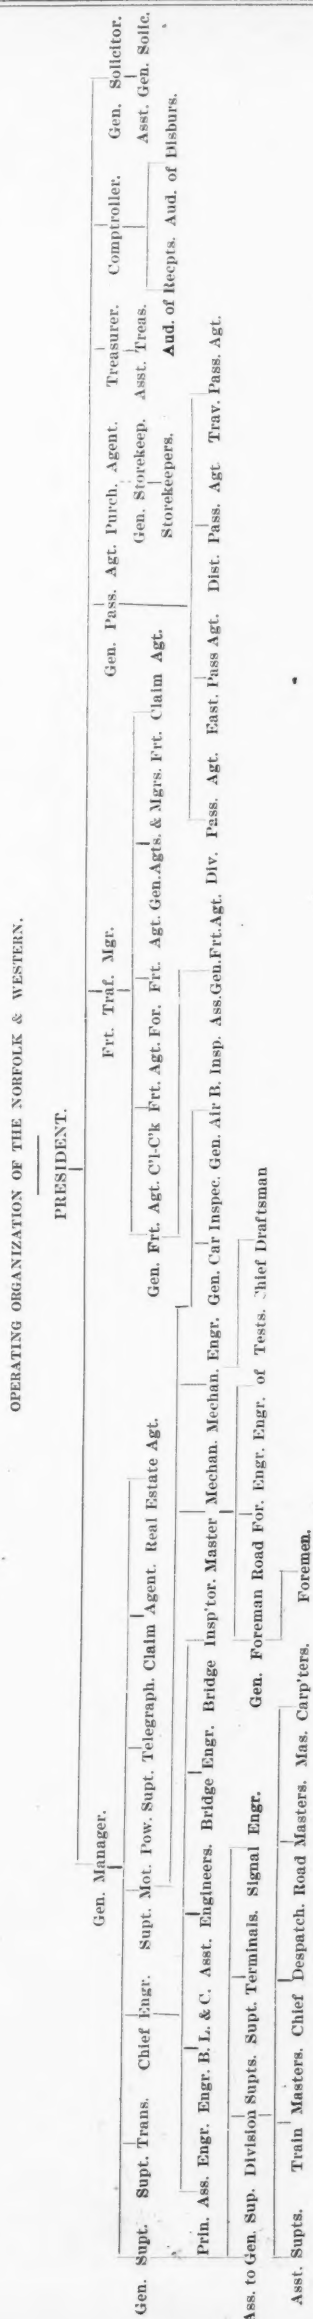 OPERATING ORGANIZATION OF THE NORFOLK & WESTERN.
PRESIDENT.
Gen. Manager. Frt. Traf. Mgr. Gen. Pass. Agt. Purch. Agent. Treasurer. Comptroller. Gen. Solicitor.
Gen. Storekeep. Asst. Treas. Asst. Gen. Solic.
Storekeepers. Aud. of Recpts. Aud. of Disburs.
Gen. Supt. Supt. Trans. Chief Engr. Supt. Mot. Pow. Supt. Telegraph. Claim Agent. Real Estate Agt.
Gen. Frt. Agt. C'l-C'k Frt. Agt. For. Frt. Agt. Gen. Agts. & Mgrs. Frt. Claim Agt.
Prin. Ass. Engr. Engr. B. L. & C. Asst. Engineers. Bridge Engr. Bridge Insp'tor. Master Mechan. Mechan. Engr. Gen. Car Inspec. Gen. Air B. Insp. Ass. Gen. Frt. Agt. Div. Pass. Agt. East. Pass Agt. Dist. Pass. Agt Trav. Pass. Agt.
Ass. to Gen. Sup. Division Supts. Supt. Terminals. Signal Engr.
Gen. Foreman Road For. Engr. Engr. of Tests. Chief Draftsman
Asst. Supts. Train Masters. Chief Despatch. Road Masters. Mas. Carp'ters. Foremen.